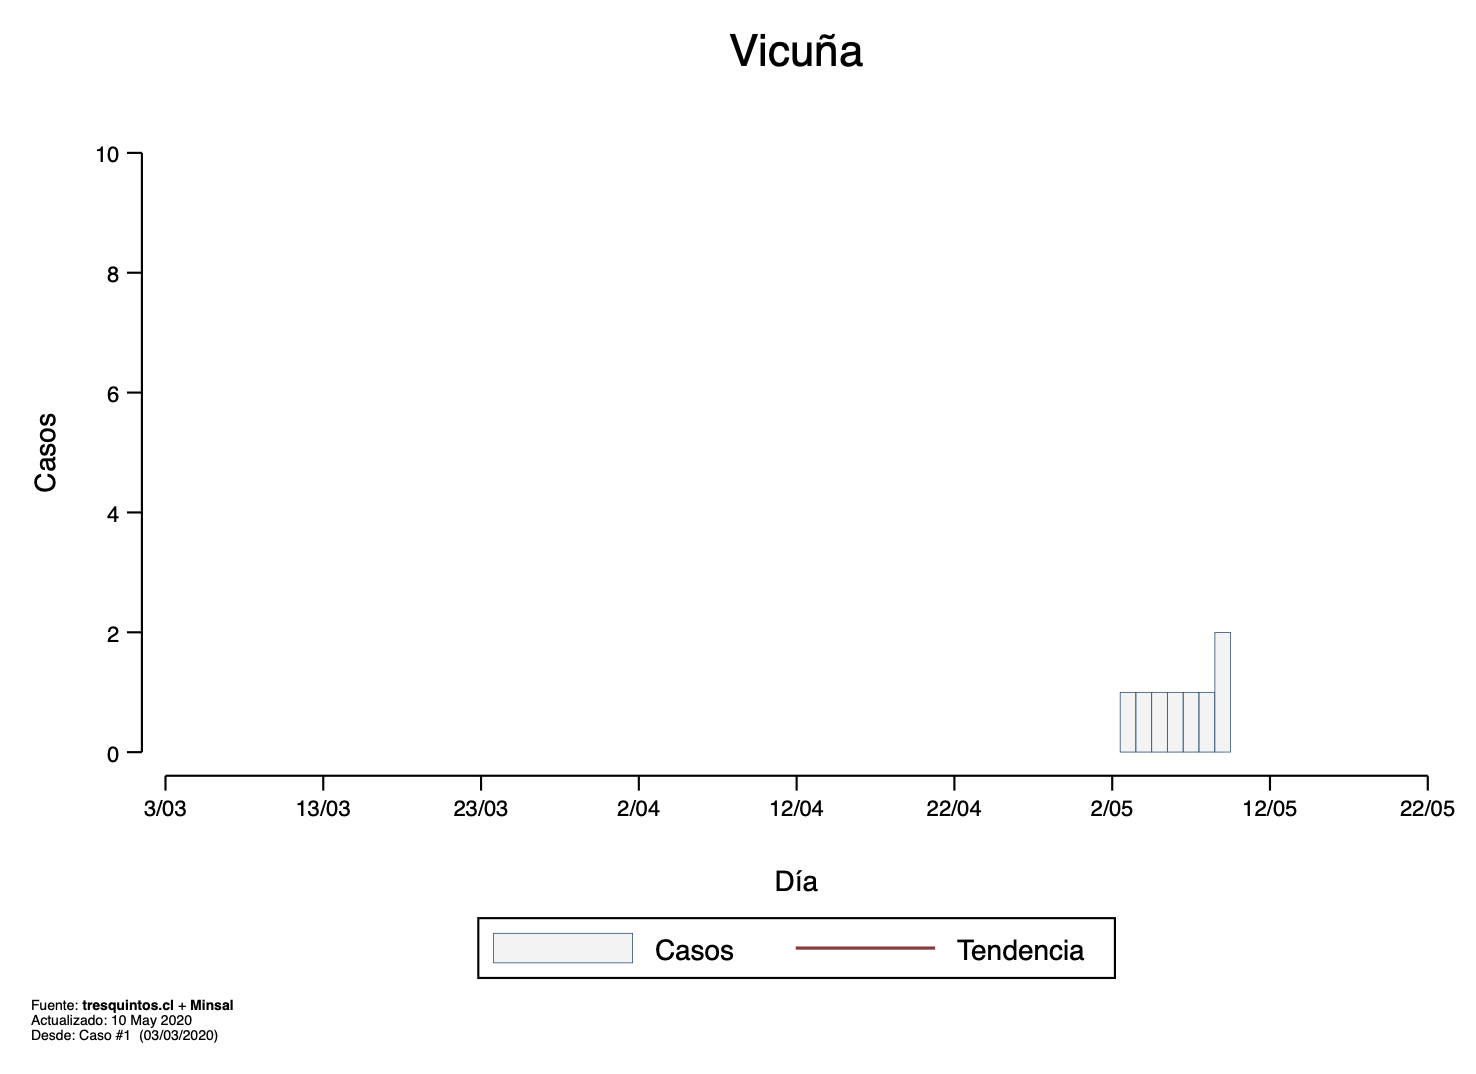 Vicuña
10
8
6
4
2
0
Casos
3/03 13/03 23/03 2/04 12/04 22/04 2/05 12/05 22/05
Día
Casos Tendencia
Fuente: tresquintos.cl + Minsal
Actualizado: 10 May 2020
Desde: Caso #1 (03/03/2020)